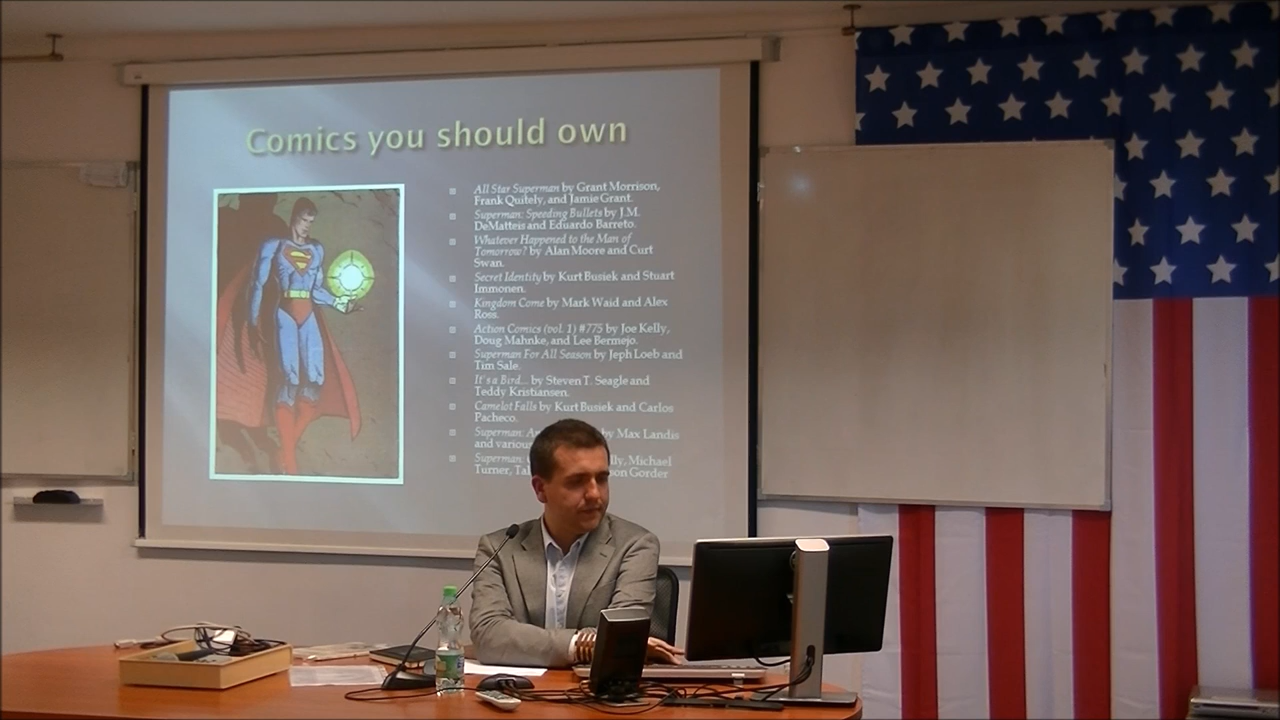 Comics you should own
All Star Superman by Grant Morrison,
Frank Quitely, and Jamie Grant.
Superman: Speeding Bullets by J.M.
DeMatteis and Eduardo Barreto.
Whatever Happened to the Man of
Tomorrow? by Alan Moore and Curt
Swan.
Secret Identity by Kurt Busiek and Stuart
Immonen.
Kingdom Come by Mark Waid and Alex
Ross.
Action Comics (vol. 1) #775 by Joe Kelly,
Doug Mahnke, and Lee Bermejo.
Superman For All Season by Jeph Loeb and
Tim Sale.
It's a Bird... by Steven T. Seagle and
Teddy Kristiansen.
Camelot Falls by Kurt Busiek and Carlos
Pacheco.
Superman: by Max Landis
and various
Superman: Michael
Turner, Gorder